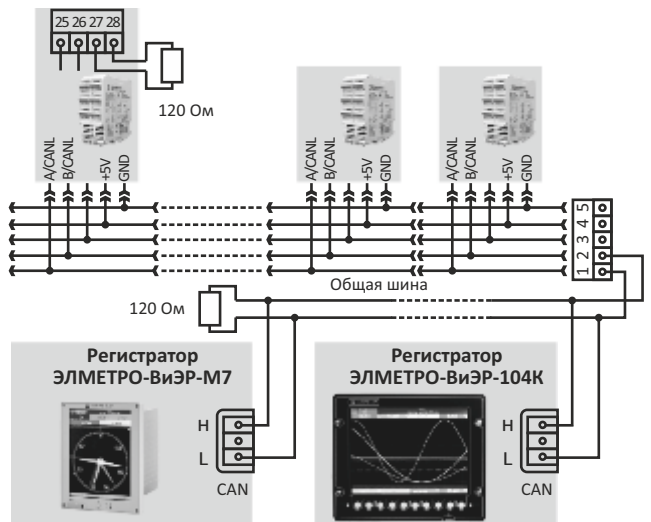 25 26 27 28
120 Ом
A/CANL
B/CANL
+5V
GND
A/CANL
B/CANL
+5V
GND
A/CANL
B/CANL
+5V
GND
5
4
3
2
1
Общая шина
120 Ом
Регистратор
ЭЛМЕТРО-ВиЭР-М7
H
L
CAN
Регистратор
ЭЛМЕТРО-ВиЭР-104К
H
L
CAN